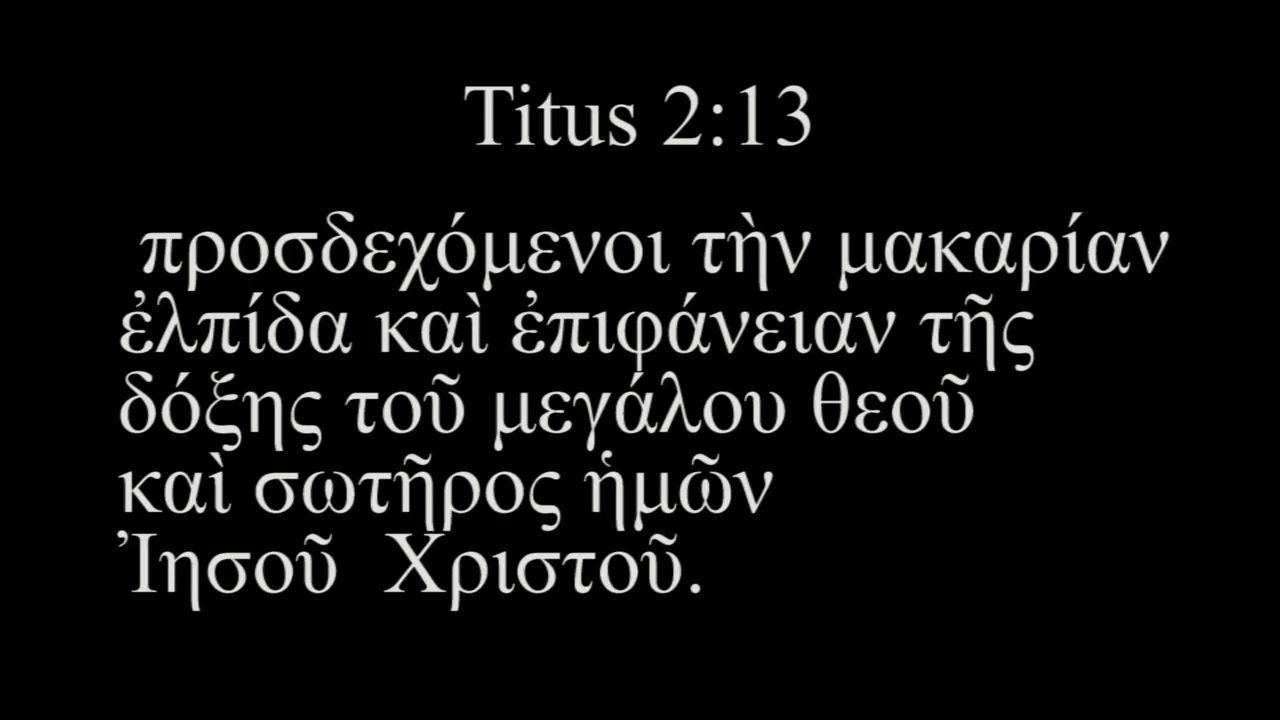 Titus 2:13
προσδεχόμενοι τὴν μακαρίαν
ἐλπίδα καὶ ἐπιφάνειαν τῆς
δόξης τοῦ μεγάλου θεοῦ
καὶ σωτῆρος ἡμῶν
Ἰησοῦ Χριστοῦ.